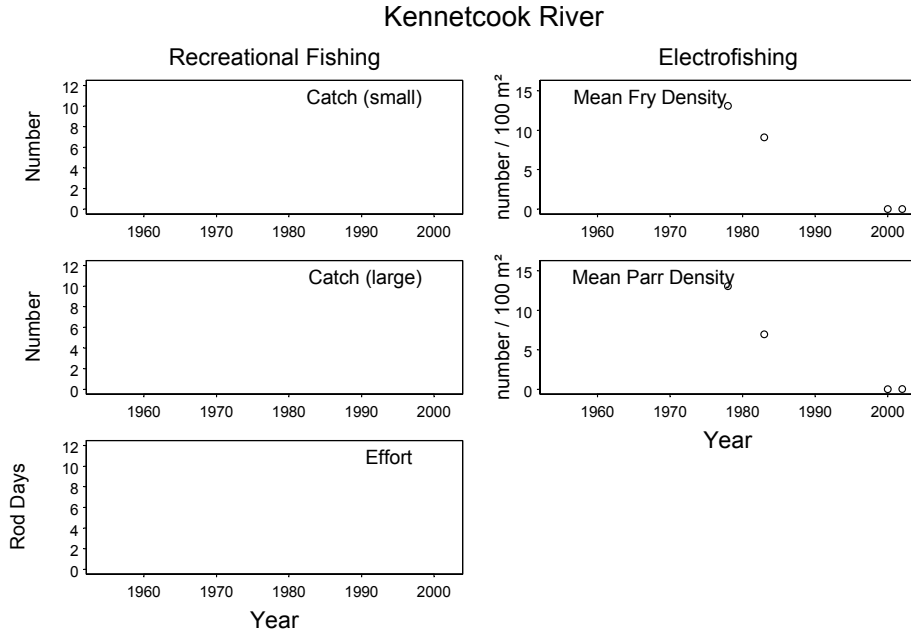 Kennetcook River
Recreational Fishing
Catch (small)
Number
12
10
8
6
4
2
0
1960 1970 1980 1990 2000
Catch (large)
Number
12
10
8
6
4
2
0
1960 1970 1980 1990 2000
Effort
Rod Days
12
10
8
6
4
2
0
1960 1970 1980 1990 2000
Year
Electrofishing
Mean Fry Density
number / 100 m²
15
10
5
0
1960 1970 1980 1990 2000
Mean Parr Density
number / 100 m²
15
10
5
0
1960 1970 1980 1990 2000
Year